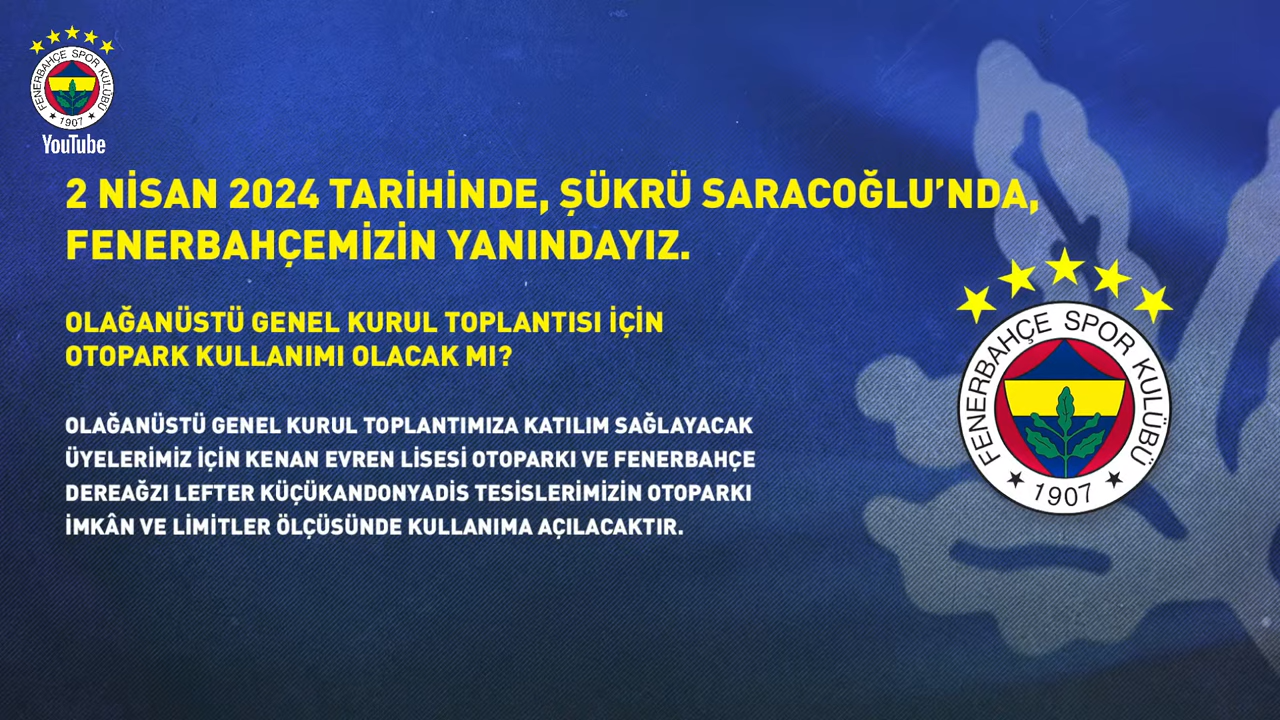 FENERBAHÇE SPOR KULÜBÜ
1907
YouTube
2 NİSAN 2024 TARİHİNDE, ŞÜKRÜ SARACOĞLU'NDA,
FENERBAHÇEMİZİN YANINDAYIZ.
OLAĞANÜSTÜ GENEL KURUL TOPLANTISI İÇİN
OTOPARK KULLANIMI OLACAK MI?
OLAĞANÜSTÜ GENEL KURUL TOPLANTIMIZA KATILIM SAĞLAYACAK
ÜYELERİMİZ İÇİN KENAN EVREN LİSESİ OTOPARKI VE FENERBAHÇE
DEREAĞZI LEFTER KÜÇÜKANDONYADİS TESİSLERİMİZİN OTOPARKI
İMKÂN VE LİMİTLER ÖLÇÜSÜNDE KULLANIMA AÇILACAKTIR.
FENERBAHÇE SPOR KULÜBÜ
1907